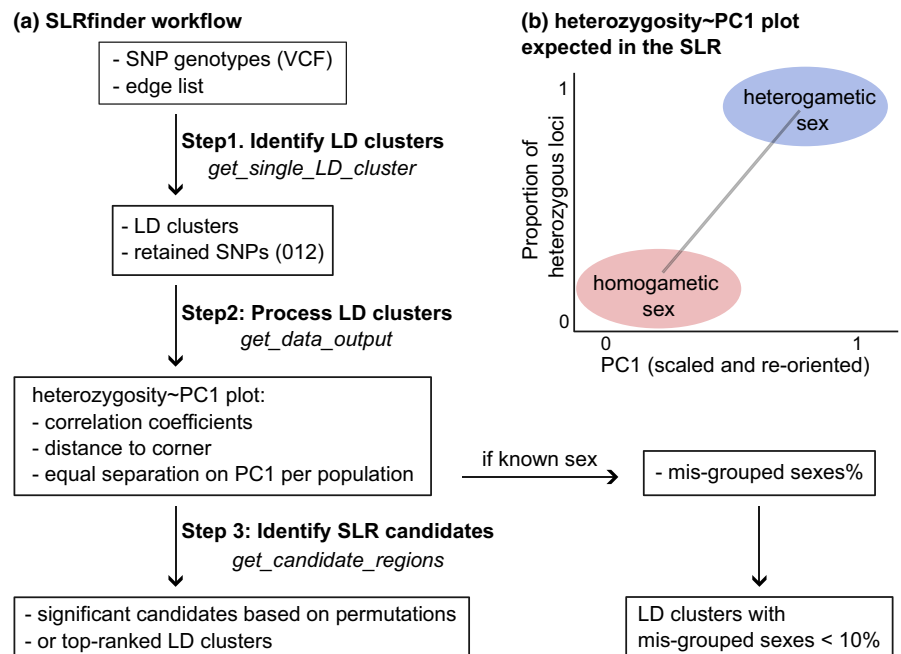 (a) SLRfinder workflow
- SNP genotypes (VCF)
- edge list
Step1. Identify LD clusters
get_single_LD_cluster
- LD clusters
- retained SNPs (012)
Step2: Process LD clusters
get_data_output
heterozygosity~PC1 plot:
- correlation coefficients
- distance to corner
- equal separation on PC1 per population
if known sex
- mis-grouped sexes%
Step 3: Identify SLR candidates
get_candidate_regions
- significant candidates based on permutations
- or top-ranked LD clusters
LD clusters with
mis-grouped sexes < 10%
(b) heterozygosity~PC1 plot
expected in the SLR
1
heterogametic
sex
Proportion of
heterozygous loci
homogametic
sex
0
0
1
PC1 (scaled and re-oriented)